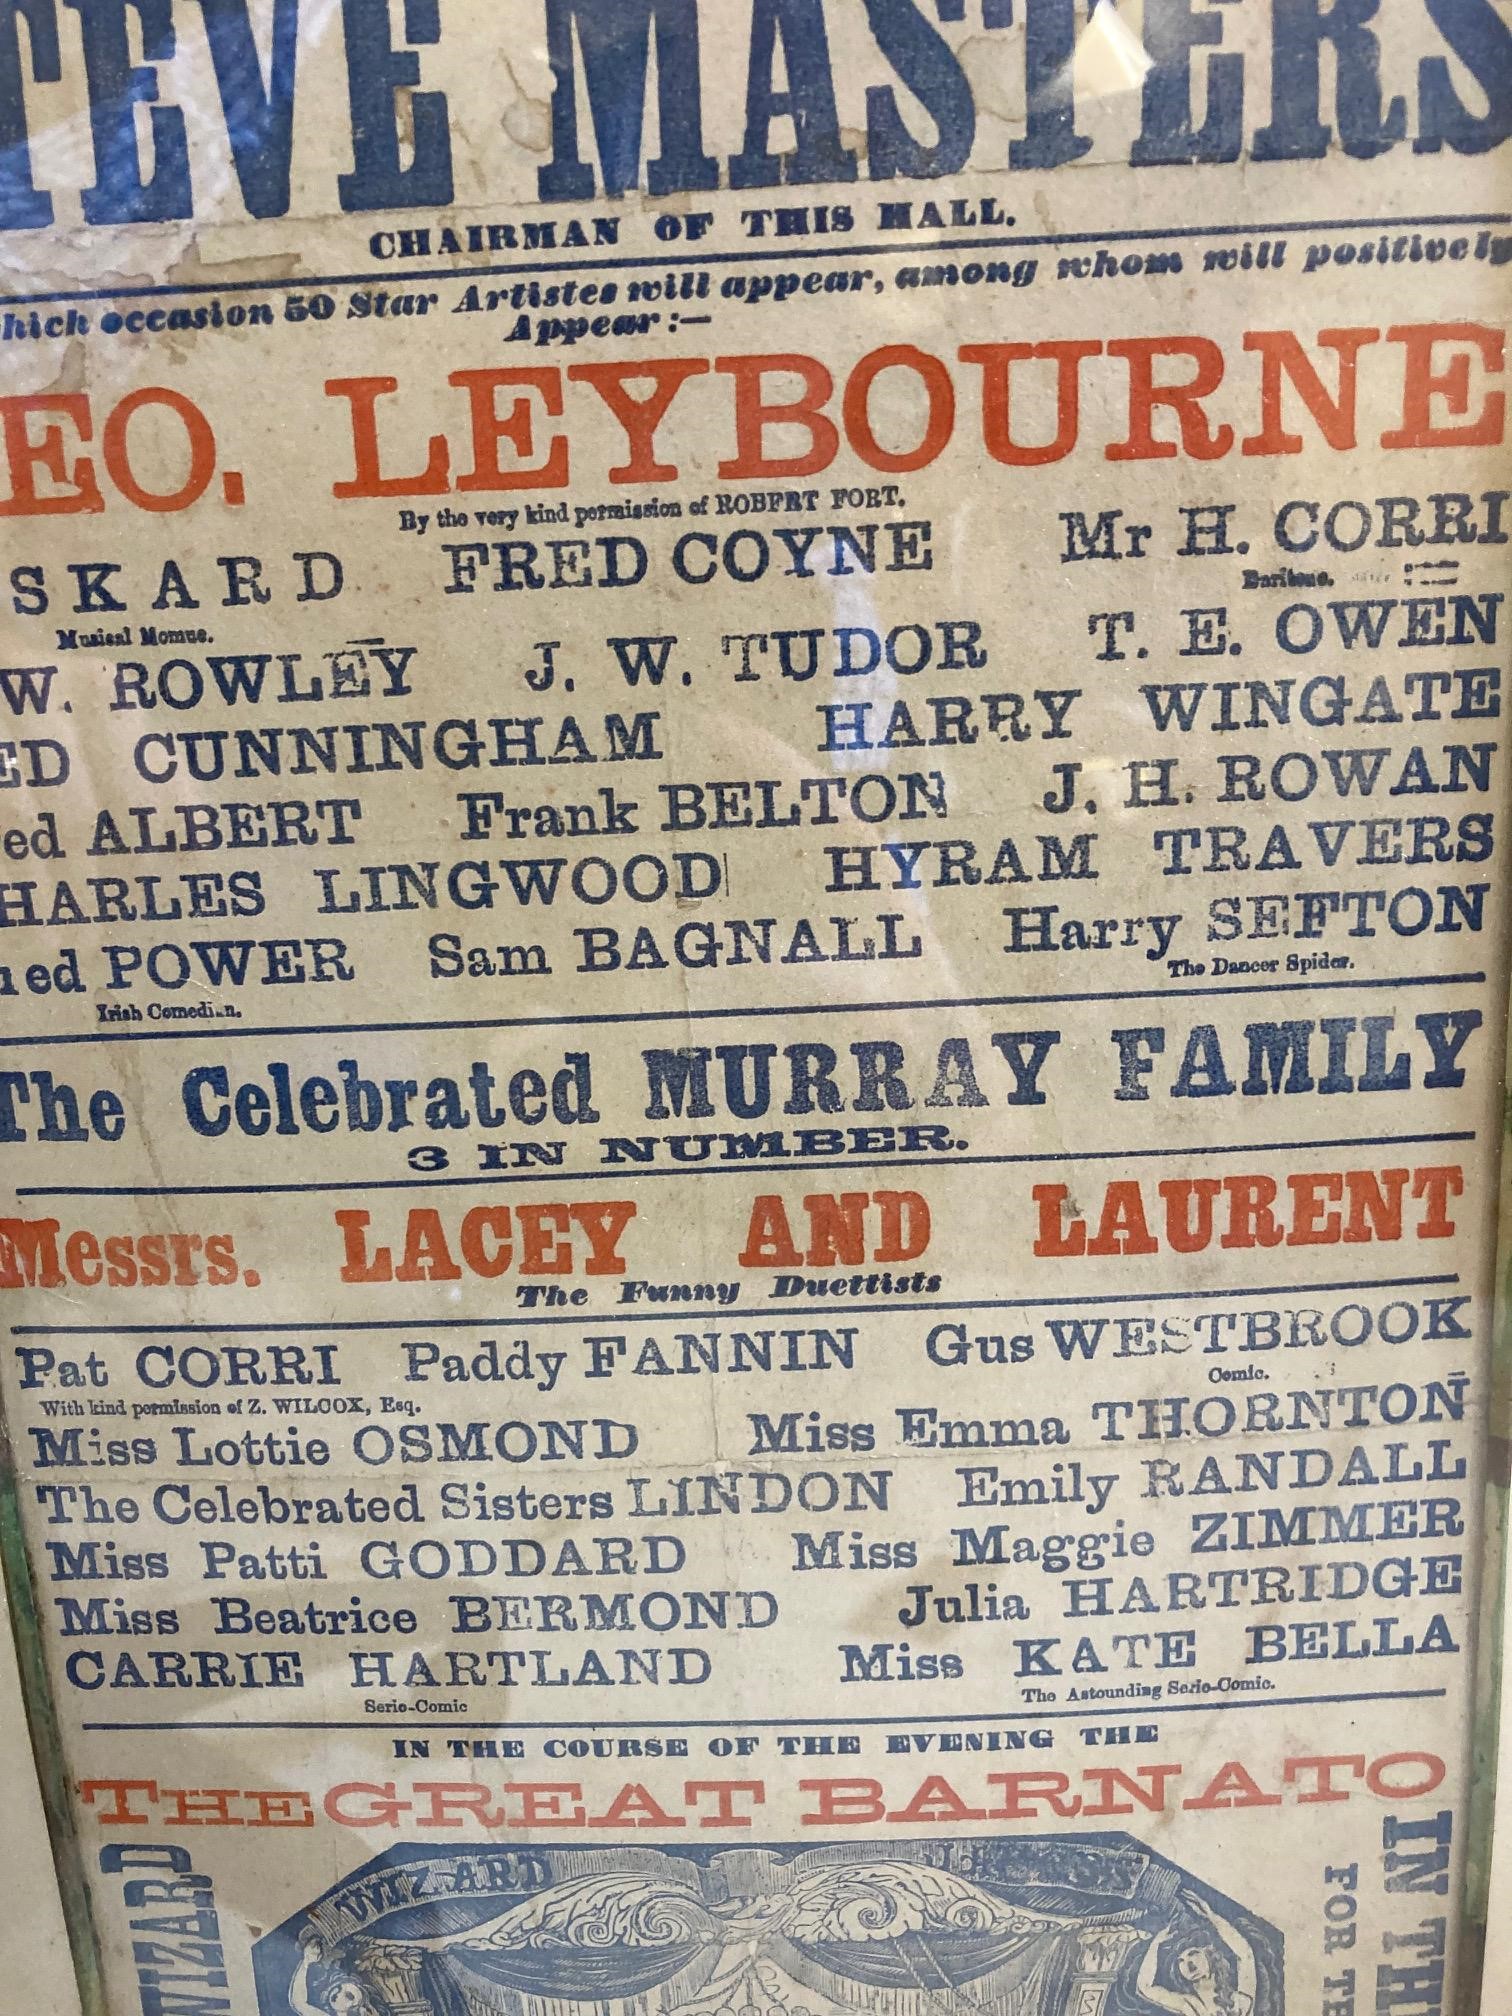 TEVE MASTERS
CHAIRMAN OF THIS HALL.
hich occasion 50 Star Artistes will appear, among whom will positively
Appear:—
EO. LEYBOURNE
By the very kind permission of ROBERT FORT.
SKARD FRED COYNE Mr H. CORRI
Musical Momus. Baritone.
W. ROWLEY J. W. TUDOR T. E. OWEN
ED CUNNINGHAM HARRY WINGATE
ed ALBERT Frank BELTON J. H. ROWAN
HARLES LINGWOOD HYRAM TRAVERS
ed POWER Sam BAGNALL Harry SEFTON
Irish Comedian. The Dancer Spider.
The Celebrated MURRAY FAMILY
3 IN NUMBER.
Messrs. LACEY AND LAURENT
The Funny Duettists
Pat CORRI Paddy FANNIN Gus WESTBROOK
With kind permission of Z. WILCOX, Esq. Comic.
Miss Lottie OSMOND Miss Emma THORNTON
The Celebrated Sisters LINDON Emily RANDALL
Miss Patti GODDARD Miss Maggie ZIMMER
Miss Beatrice BERMOND Julia HARTRIDGE
CARRIE HARTLAND Miss KATE BELLA
Serio-Comic The Astounding Serio-Comic.
IN THE COURSE OF THE EVENING THE
THE GREAT BARNATO
WIZARD
WIZARD
IN TH
FOR TH